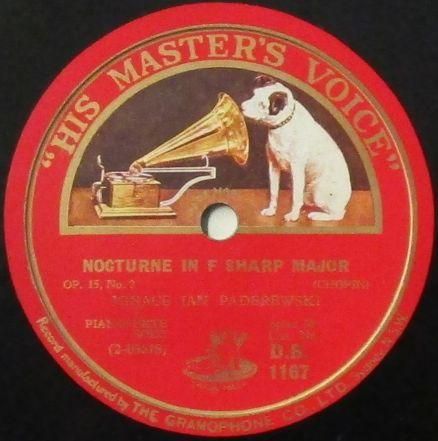 "HIS MASTER'S VOICE"
NOCTURNE IN F SHARP MAJOR
OP. 15, No. 2 (CHOPIN)
IGNACE JAN PADEREWSKI
PIANOFORTE
D.B.
1167
Record manufactured by THE GRAMOPHONE CO. LTD. Sydney N.S.W.